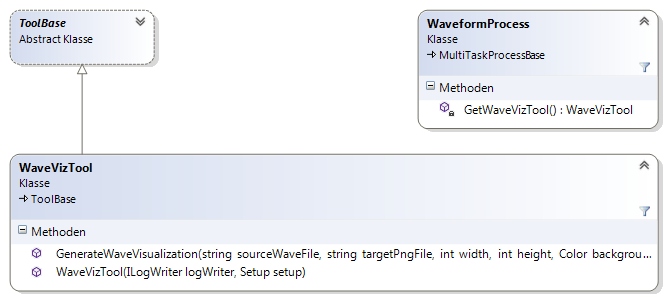 ToolBase
Abstract Klasse
WaveformProcess
Klasse
MultiTaskProcessBase
Methoden
GetWaveVizTool() : WaveVizTool
WaveVizTool
Klasse
ToolBase
Methoden
GenerateWaveVisualization(string sourceWaveFile, string targetPngFile, int width, int height, Color backgrou...
WaveVizTool(ILogWriter logWriter, Setup setup)